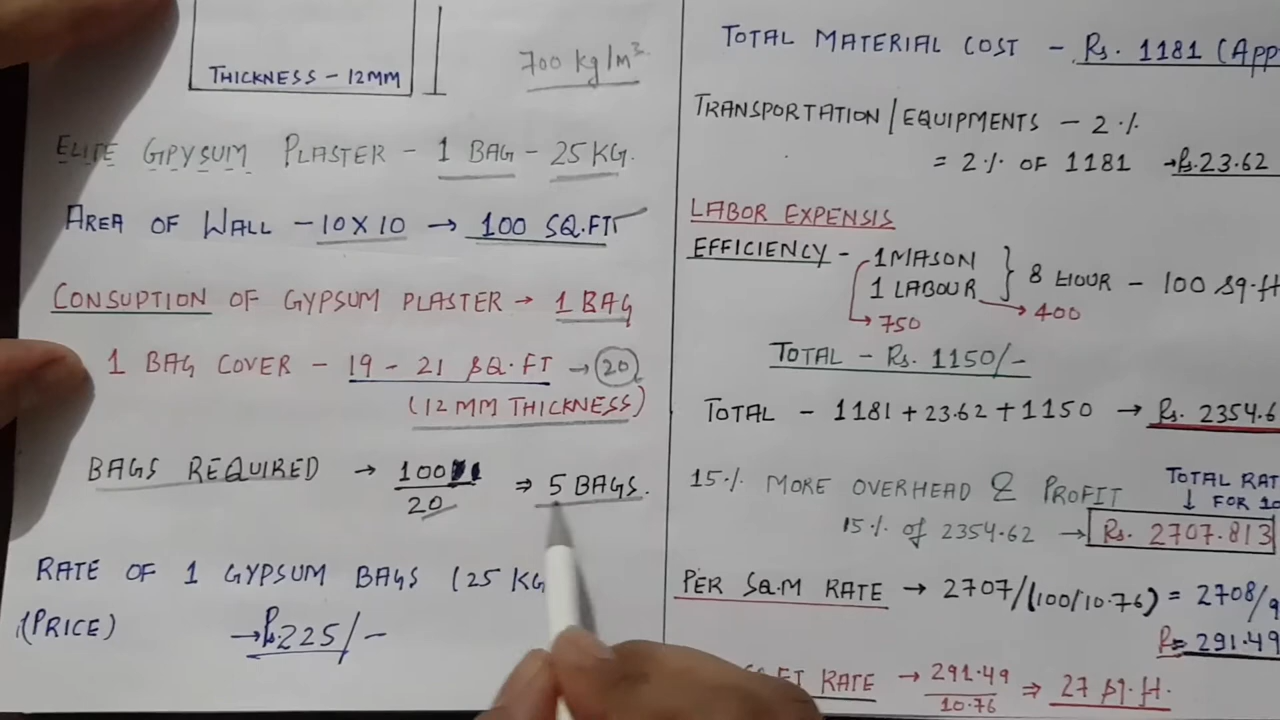 THICKNESS - 12MM
700 kg/m³
ELITE GPYSUM PLASTER - 1 BAG - 25 KG.
AREA OF WALL - 10 X 10 → 100 SQ.FT
CONSUPTION OF GYPSUM PLASTER → 1 BAG
1 BAG COVER - 19 - 21 SQ.FT → 20
(12 MM THICKNESS)
BAGS REQUIRED → 100/20 ⇒ 5 BAGS.
RATE OF 1 GYPSUM BAGS (25 KG
(PRICE) → Rs.225/-
TOTAL MATERIAL COST - Rs. 1181 (App
TRANSPORTATION / EQUIPMENTS - 2 %
= 2 % OF 1181 → Rs.23.62
LABOR EXPENSIS
EFFICIENCY - 1 MASON
1 LABOUR } 8 HOUR - 100 sq.ft
→ 750 → 400
TOTAL - Rs. 1150/-
TOTAL - 1181 + 23.62 + 1150 → Rs. 2354.6
15 % MORE OVERHEAD & PROFIT
TOTAL RAT
↓ FOR 10
15 % of 2354.62 → Rs. 2707.813
PER SQ.M RATE → 2707/(100/10.76) = 2708/9
Rs = 291.49
FT RATE → 291.49/10.76 ⇒ 27 sq.ft.